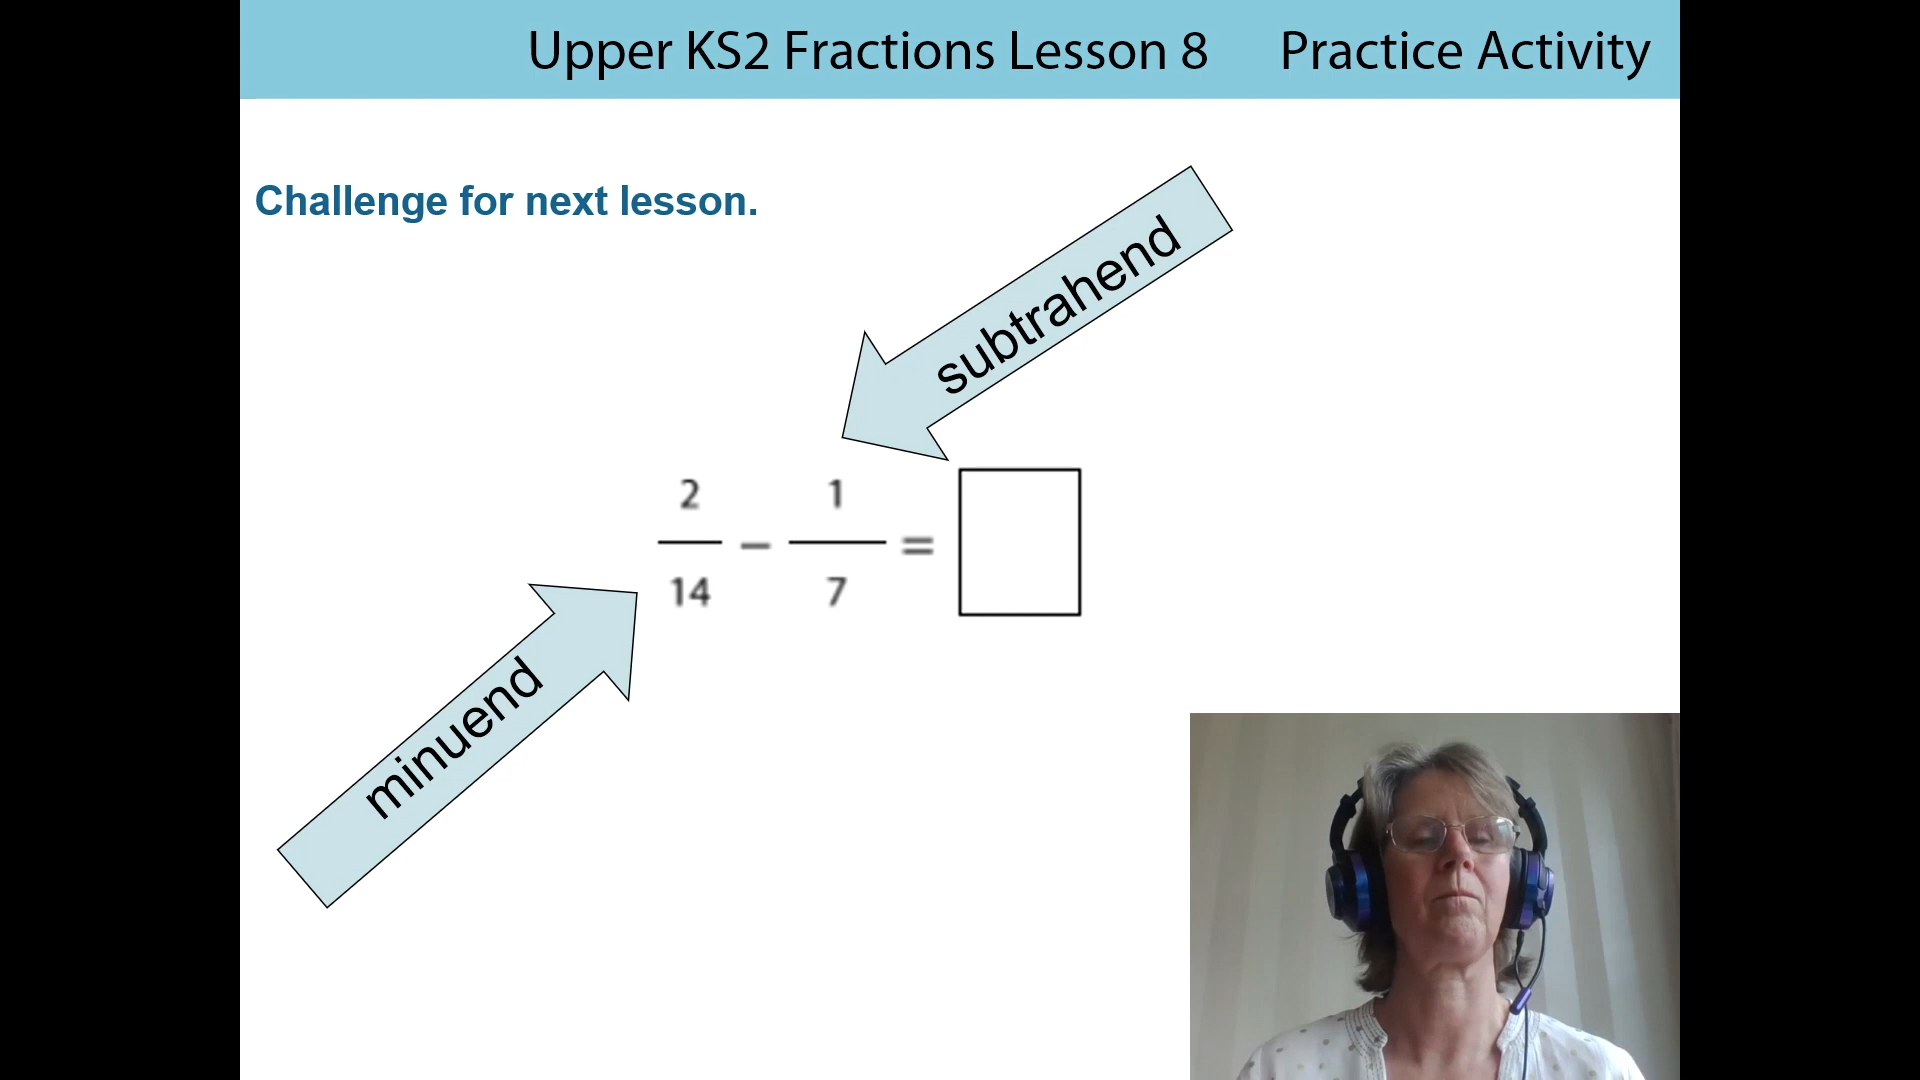 Upper KS2 Fractions Lesson 8 Practice Activity
Challenge for next lesson.
subtrahend
2/14 − 1/7 =
minuend